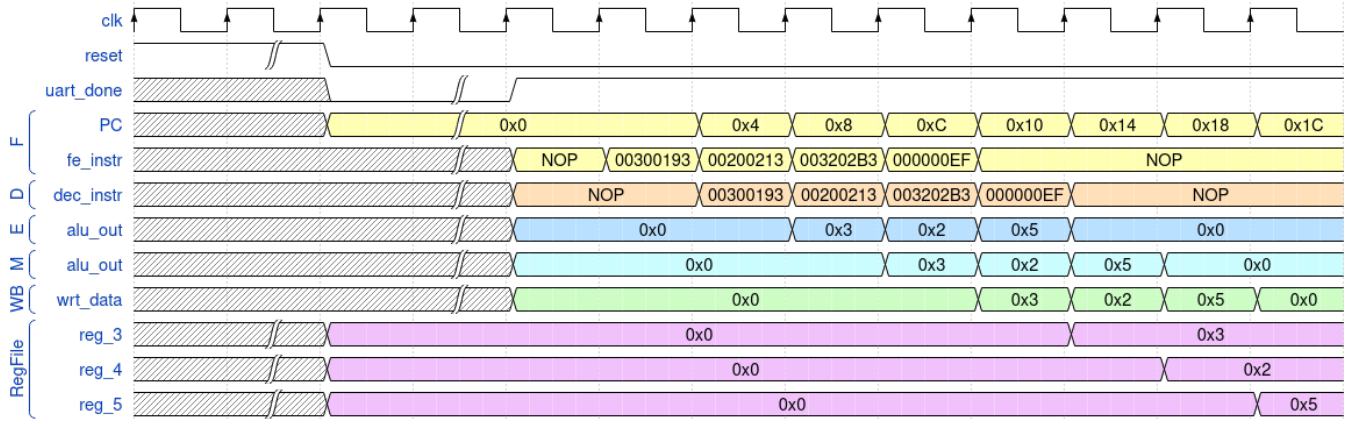 clk
reset
uart_done
F
PC 0x0 0x4 0x8 0xC 0x10 0x14 0x18 0x1C
fe_instr NOP 00300193 00200213 003202B3 000000EF NOP
D
dec_instr NOP 00300193 00200213 003202B3 000000EF NOP
E
alu_out 0x0 0x3 0x2 0x5 0x0
M
alu_out 0x0 0x3 0x2 0x5 0x0
WB
wrt_data 0x0 0x3 0x2 0x5 0x0
RegFile
reg_3 0x0 0x3
reg_4 0x0 0x2
reg_5 0x0 0x5